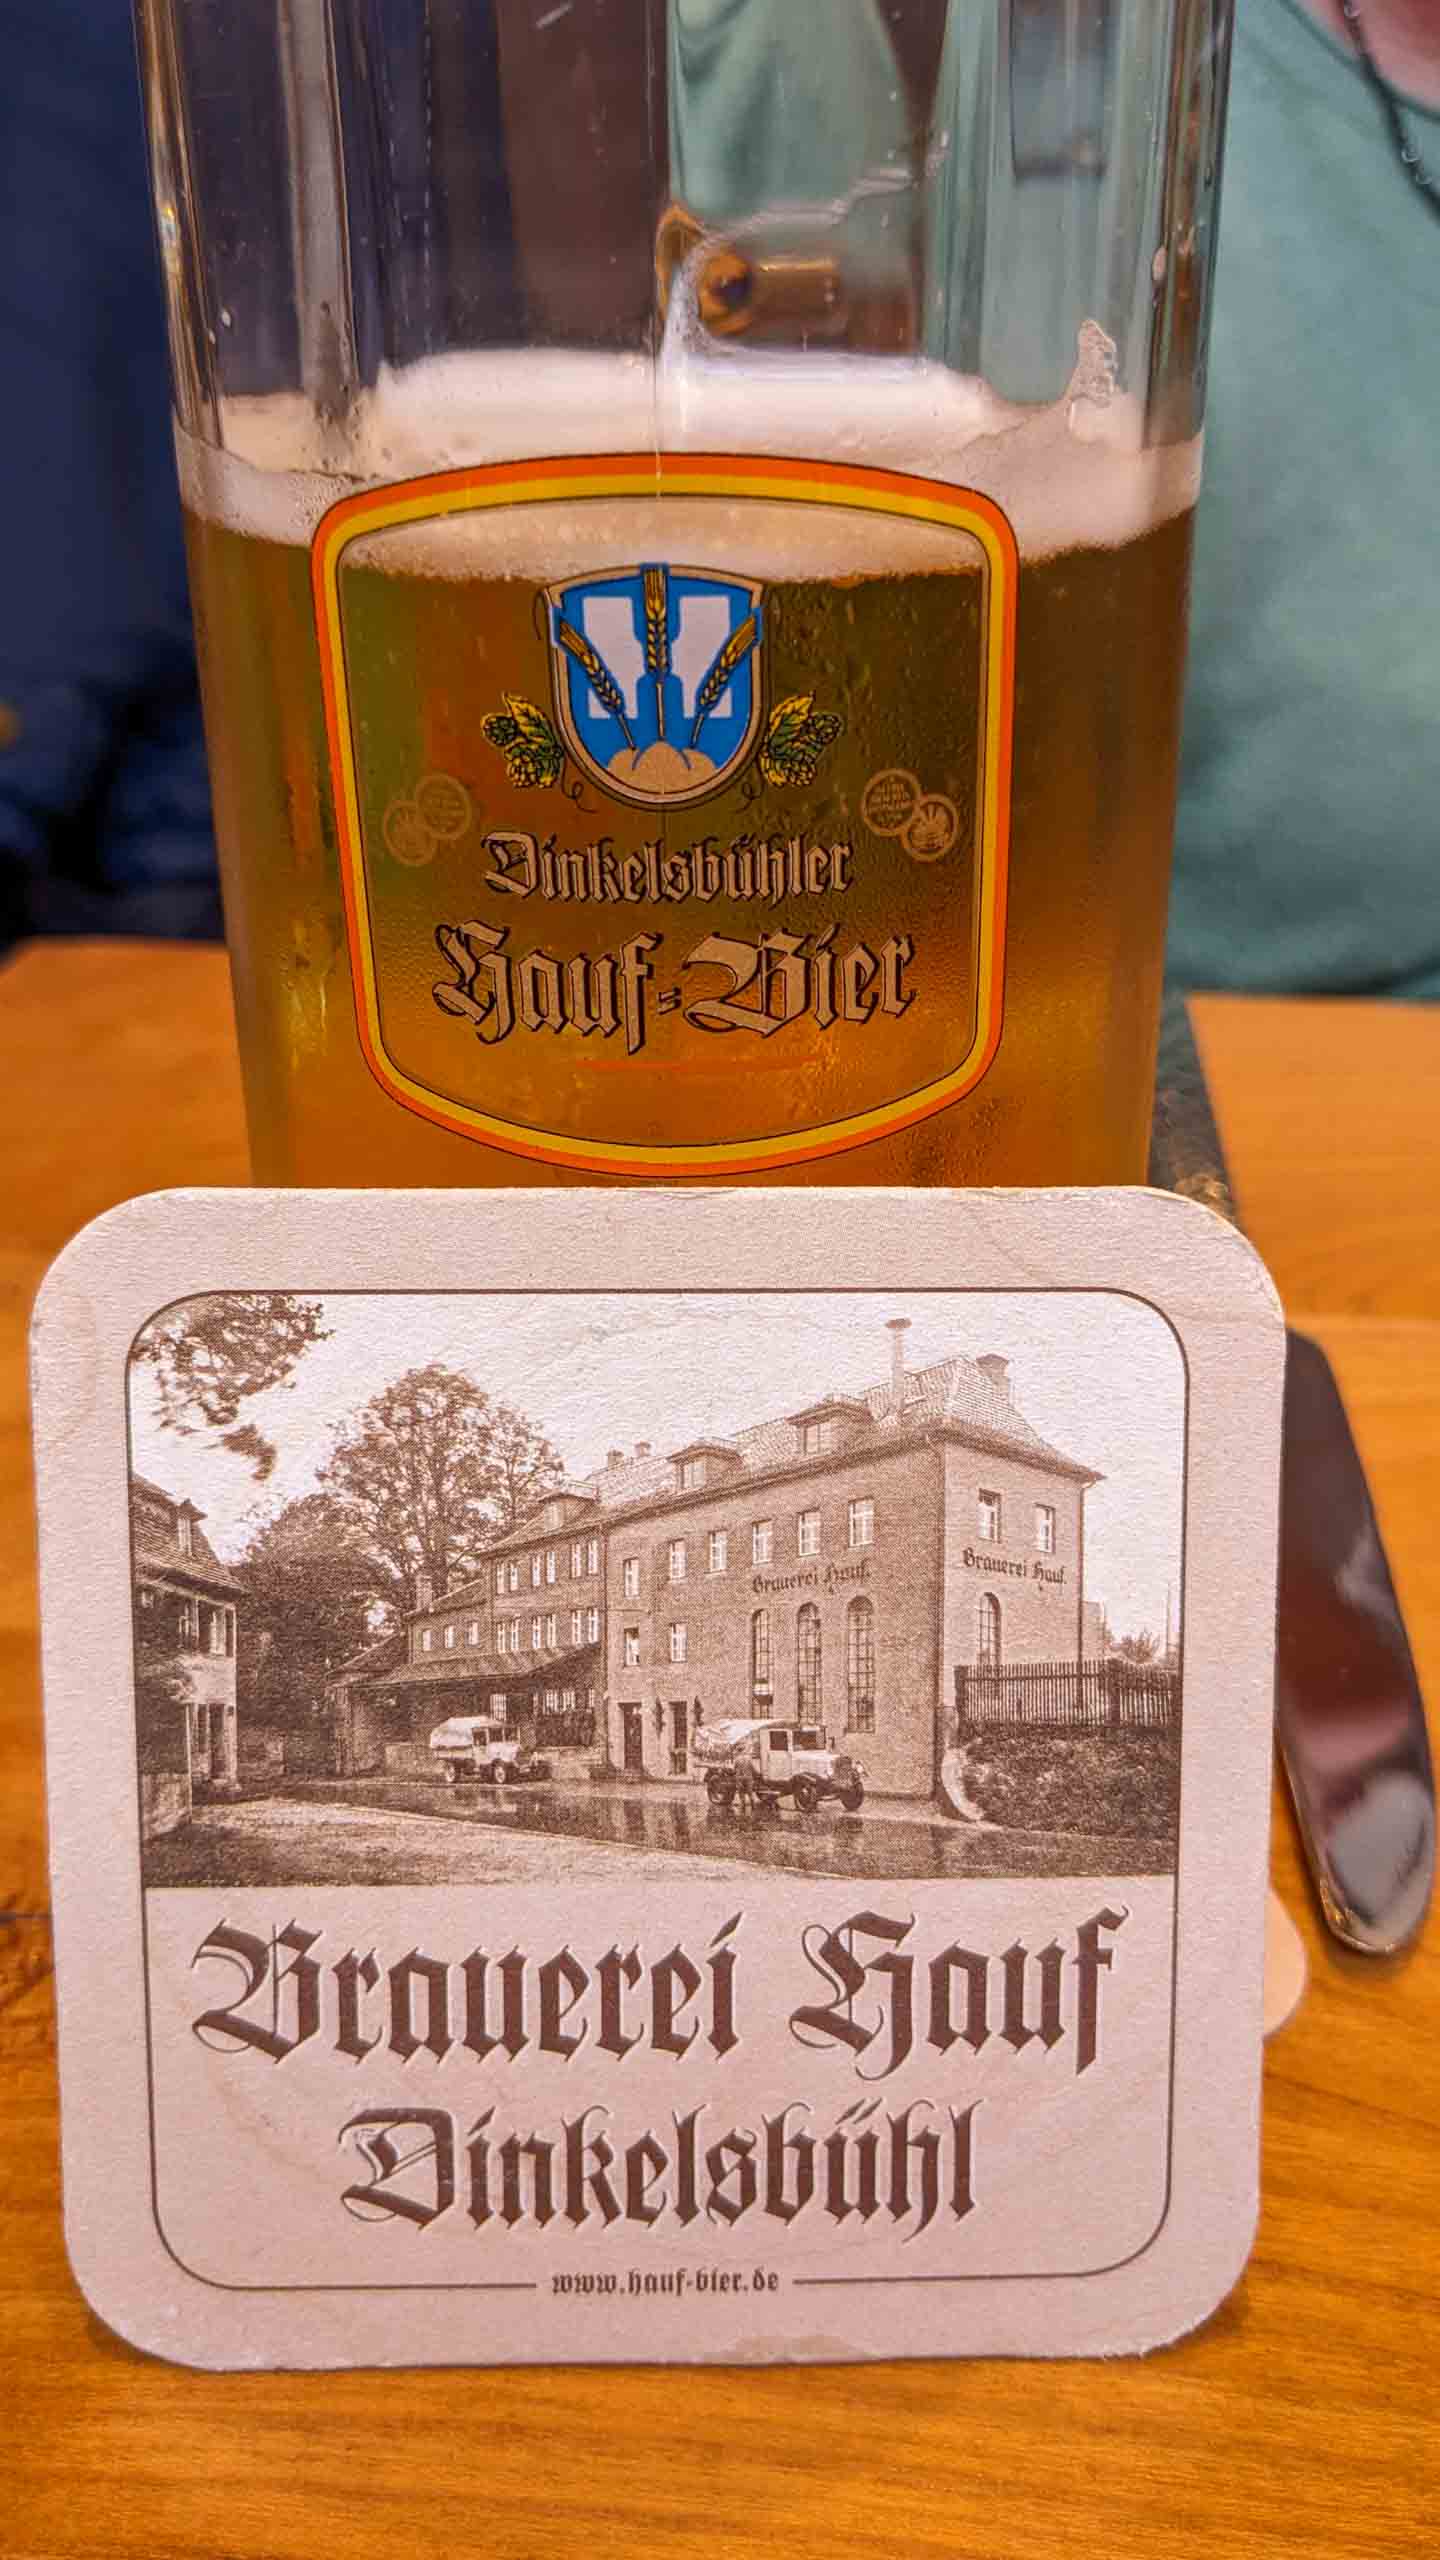 Dinkelsbühler
Hauf-Bier
Brauerei Hauf.
Brauerei Hauf.
Brauerei Hauf
Dinkelsbühl
www.hauf-bier.de